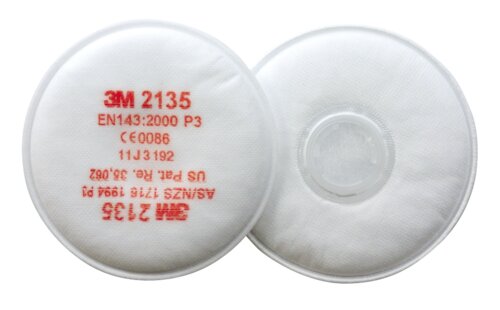 3M 2135
EN143:2000 P3
CE0086
11J3192
US Pat. Re. 35,062
AS/NZS 1716 1994 P3
3M 2135